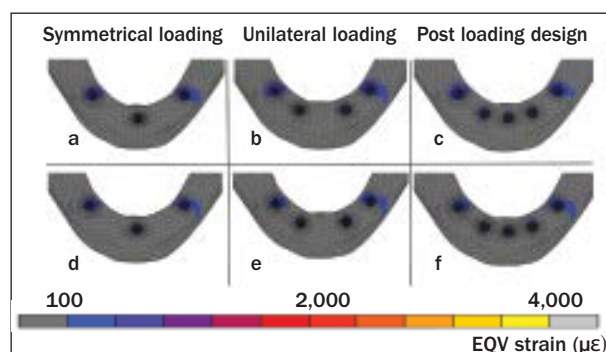 Symmetrical loading Unilateral loading Post loading design
a b c
d e f
100 2,000 4,000
EQV strain (με)